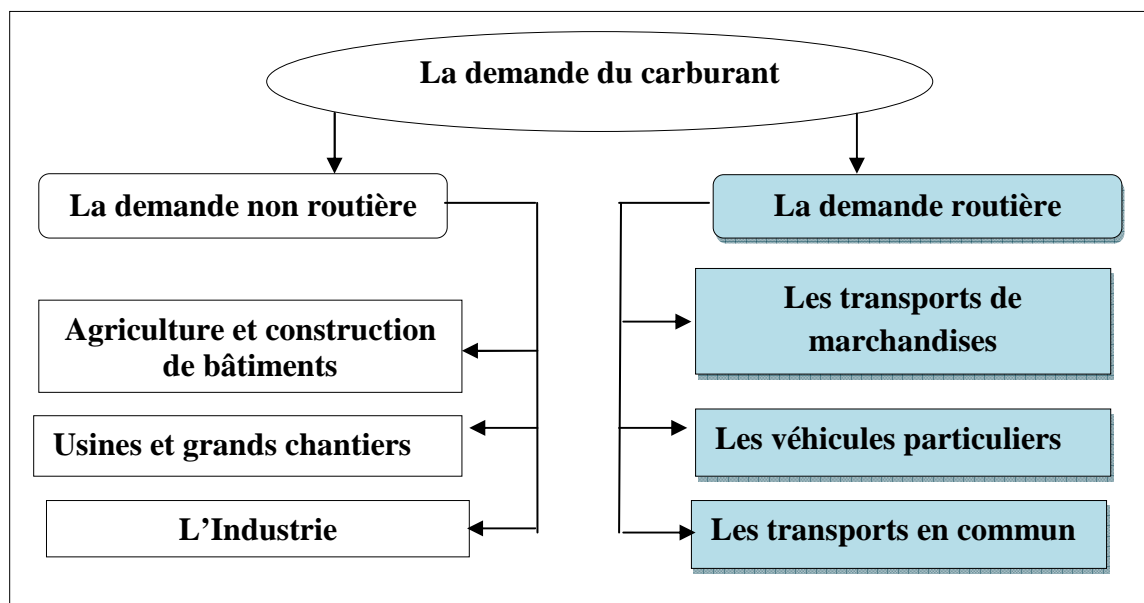 La demande du carburant
La demande non routière
La demande routière
Agriculture et construction
de bâtiments
Usines et grands chantiers
L’Industrie
Les transports de
marchandises
Les véhicules particuliers
Les transports en commun